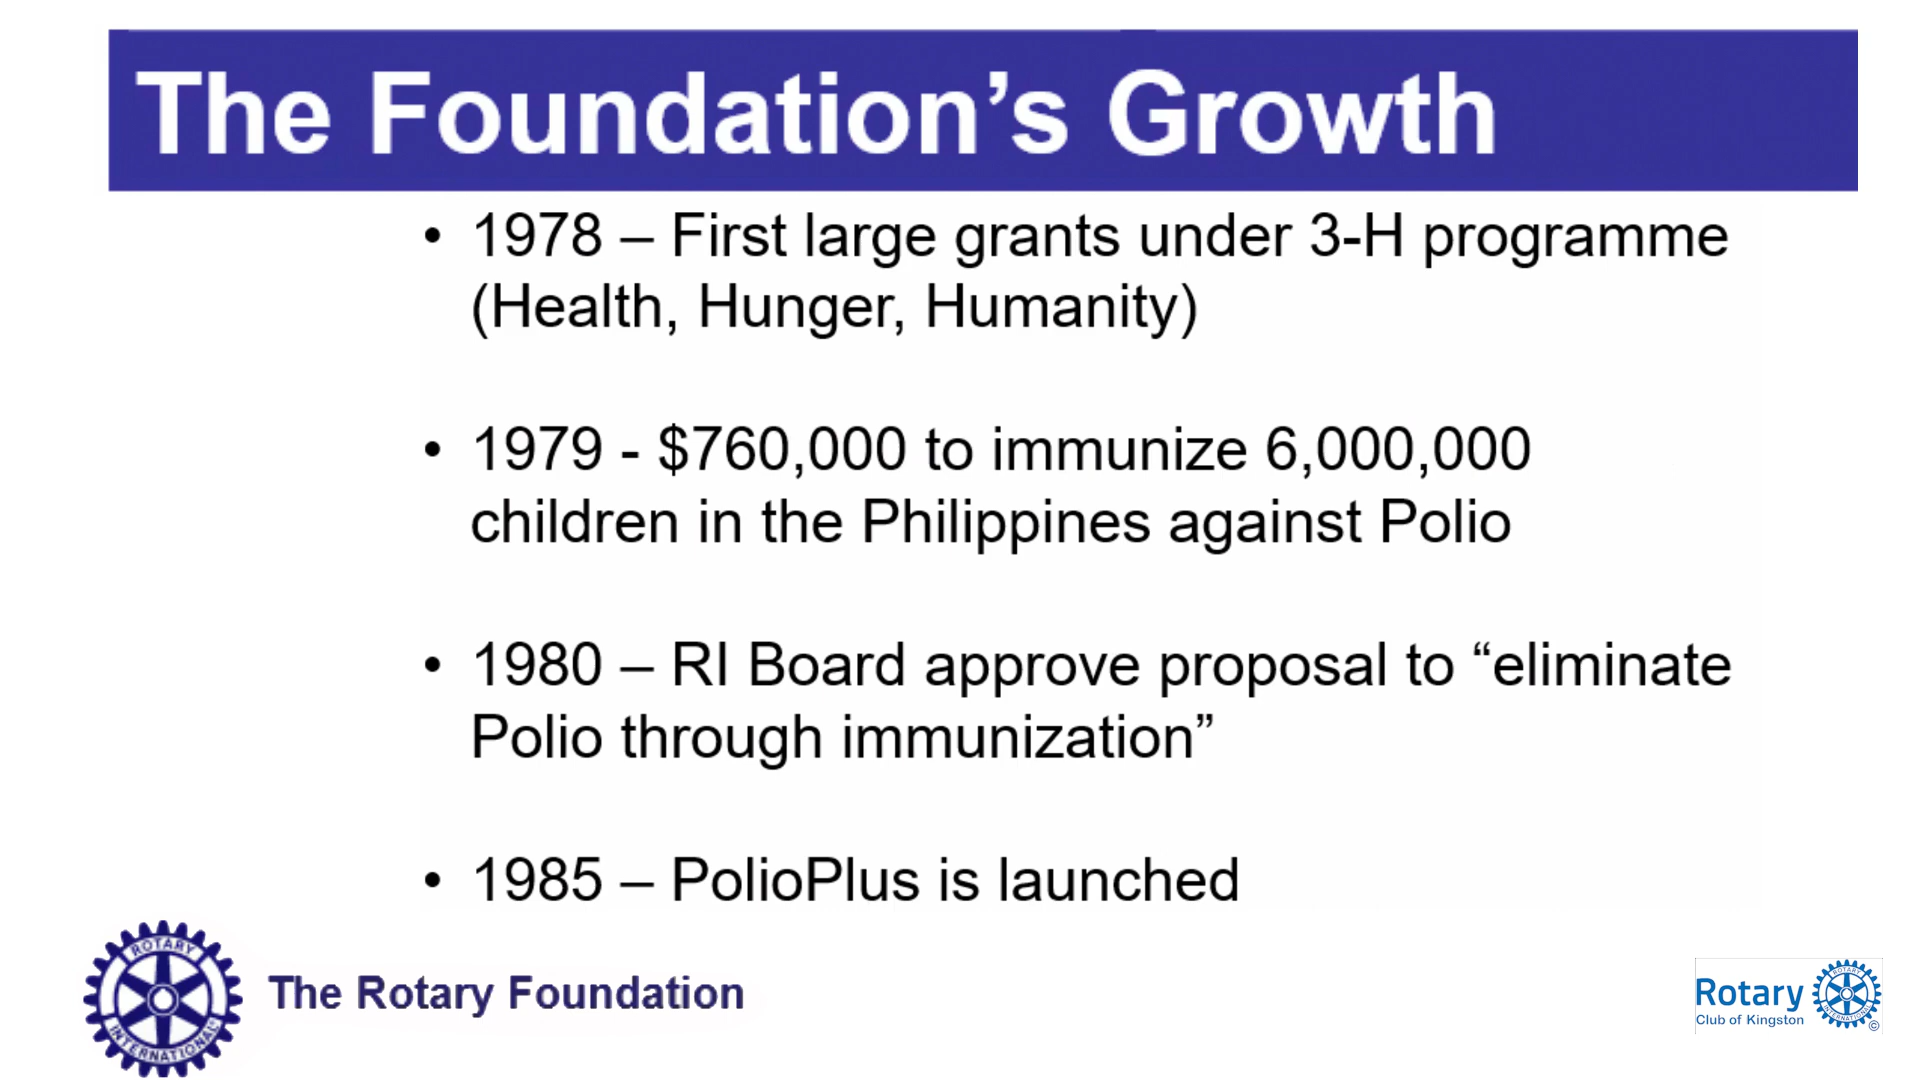 The Foundation’s Growth
• 1978 – First large grants under 3-H programme
(Health, Hunger, Humanity)
• 1979 - $760,000 to immunize 6,000,000
children in the Philippines against Polio
• 1980 – RI Board approve proposal to “eliminate
Polio through immunization”
• 1985 – PolioPlus is launched
ROTARY
INTERNATIONAL
The Rotary Foundation
Rotary
Club of Kingston
ROTARY
INTERNATIONAL
©